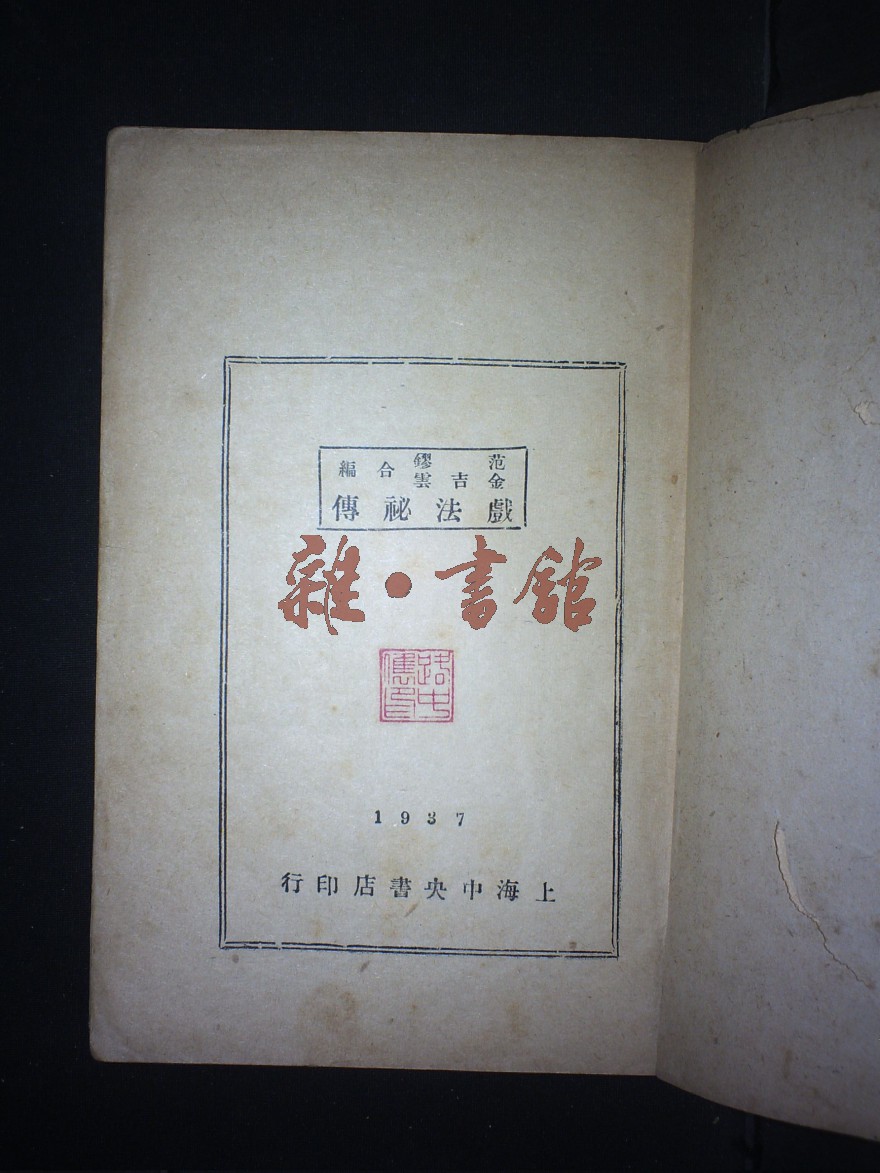 范鏐
金吉雲
合編
戲法祕傳
雜・書館
1937
上海中央書店印行